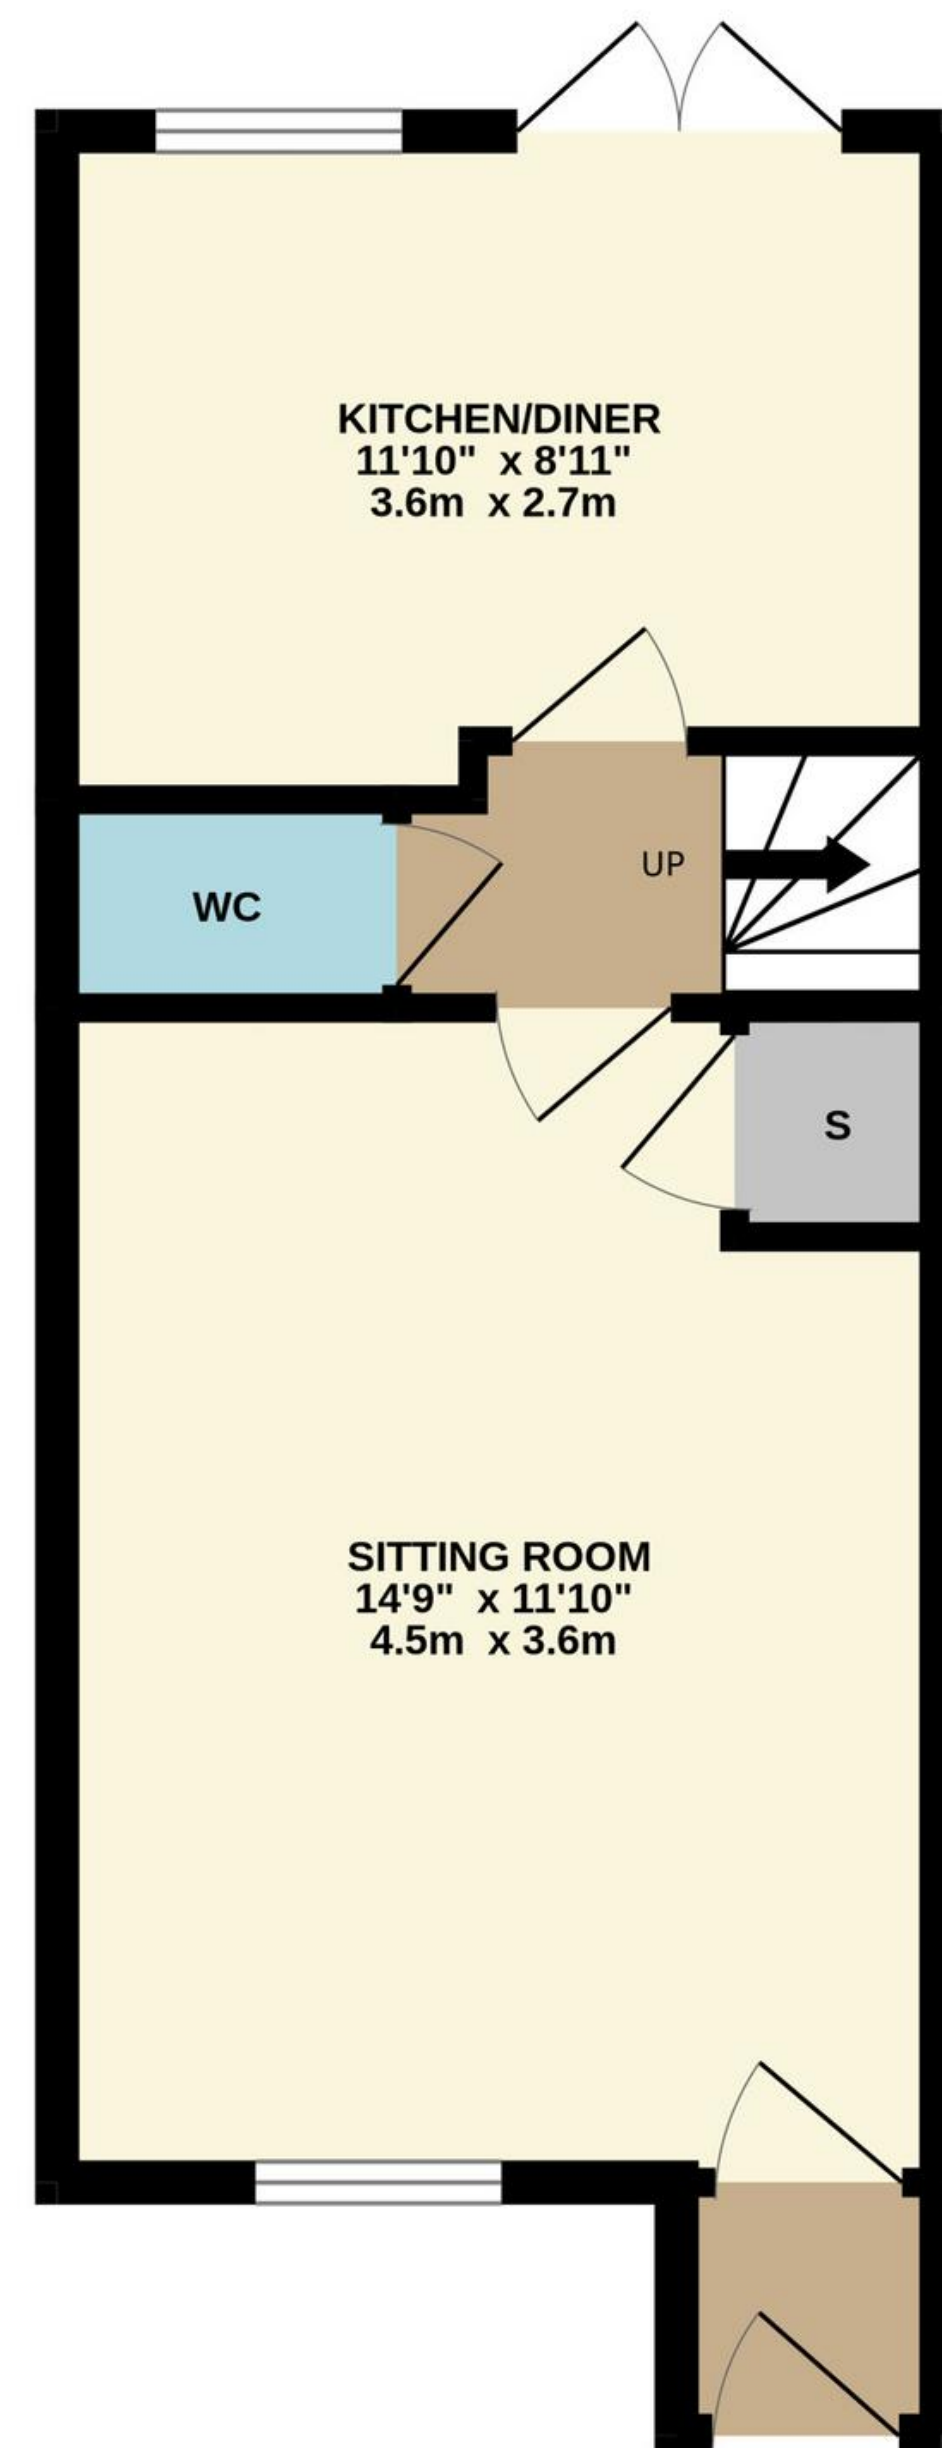 KITCHEN/DINER
11'10" x 8'11"
3.6m x 2.7m
UP
WC
S
SITTING ROOM
14'9" x 11'10"
4.5m x 3.6m